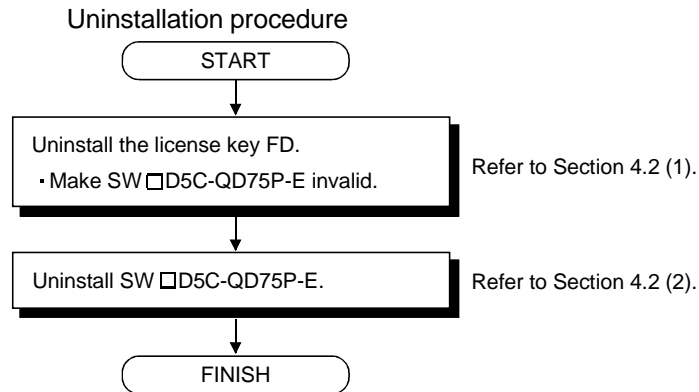 Uninstallation procedure
START
Uninstall the license key FD.
· Make SW □D5C-QD75P-E invalid.
Refer to Section 4.2 (1).
Uninstall SW □D5C-QD75P-E.
Refer to Section 4.2 (2).
FINISH